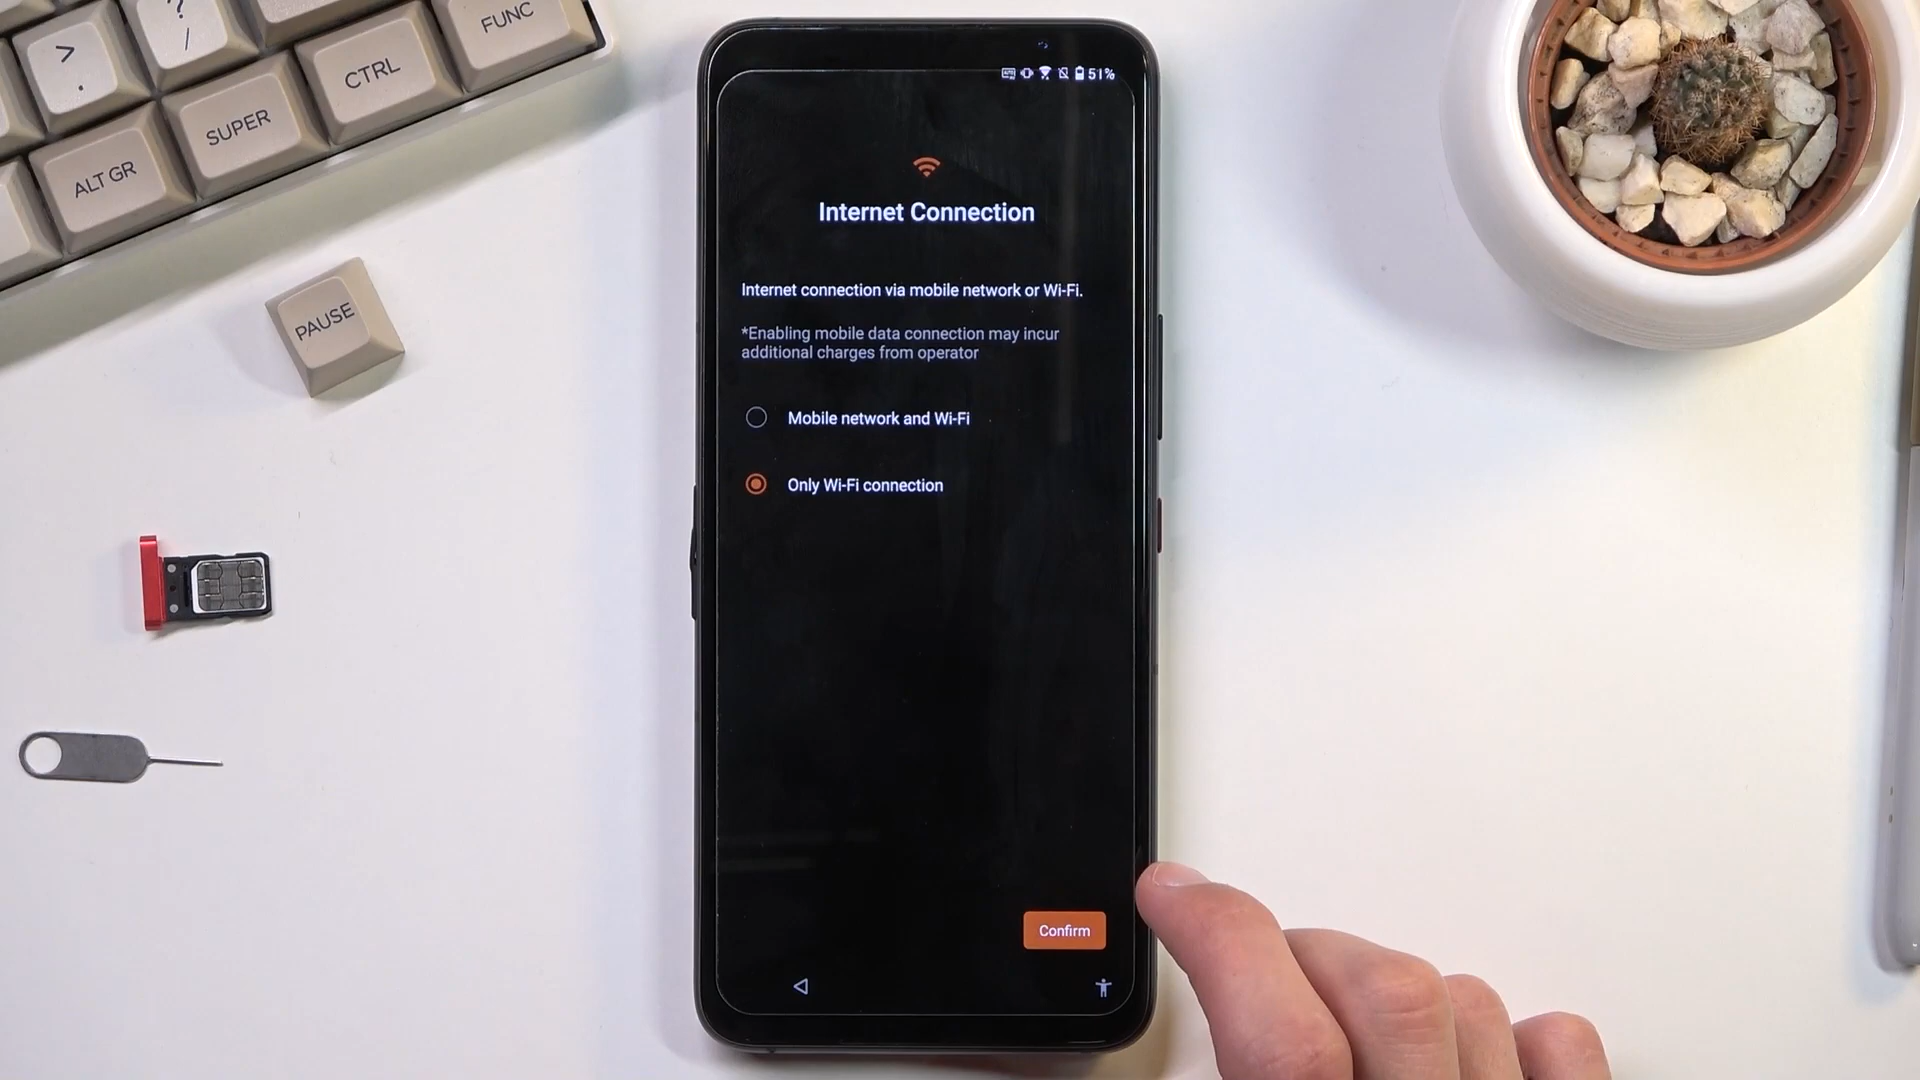 >
.
?
/
FUNC
CTRL
SUPER
ALT GR
PAUSE
51%
Internet Connection
Internet connection via mobile network or Wi-Fi.
*Enabling mobile data connection may incur
additional charges from operator
Mobile network and Wi-Fi
Only Wi-Fi connection
Confirm